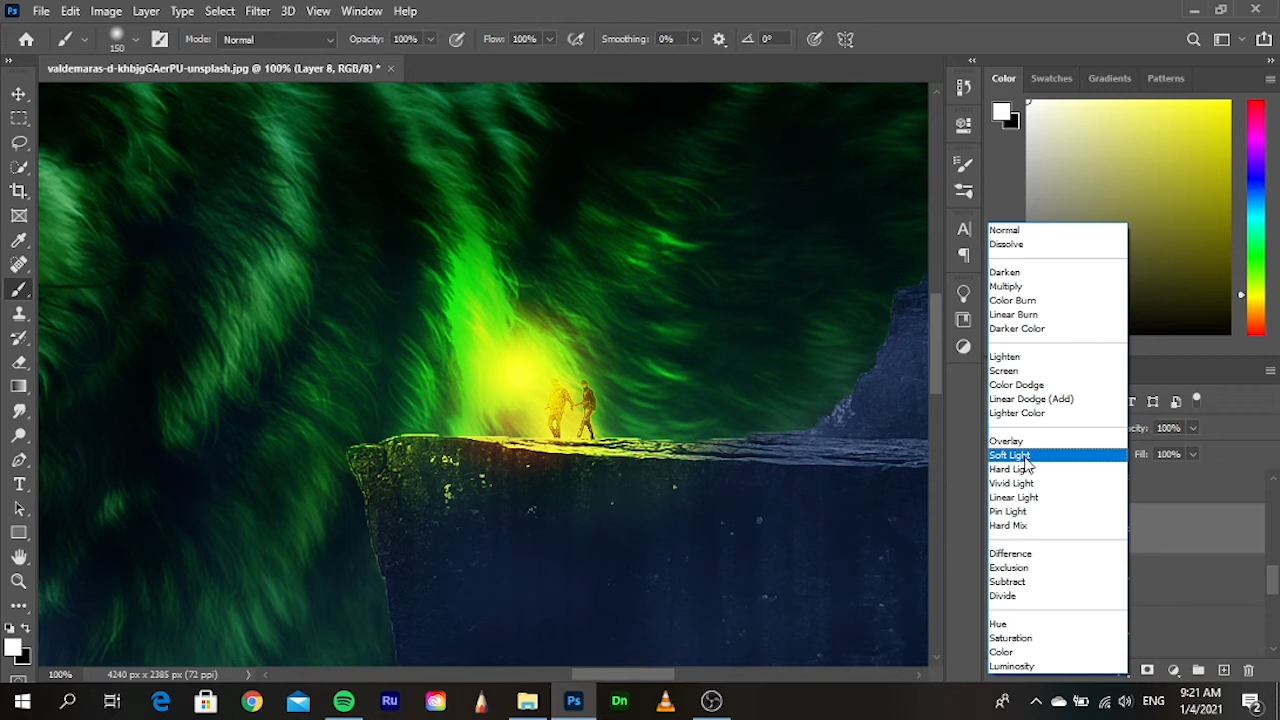 Ps File Edit Image Layer Type Select Filter 3D View Window Help
150 Mode: Normal Opacity: 100% Flow: 100% Smoothing: 0% 0°
valdemaras-d-khbjgGAerPU-unsplash.jpg @ 100% (Layer 8, RGB/8) *
Color Swatches Gradients Patterns
Normal
Dissolve
Darken
Multiply
Color Burn
Linear Burn
Darker Color
Lighten
Screen
Color Dodge
Linear Dodge (Add)
Lighter Color
Overlay
Soft Light
Hard Light
Vivid Light
Linear Light
Pin Light
Hard Mix
Difference
Exclusion
Subtract
Divide
Hue
Saturation
Color
Luminosity
100%
Fill: 100%
100% 4240 px x 2385 px (72 ppi)
Ru Ps Dn ENG 9:21 AM
1/4/2021 2